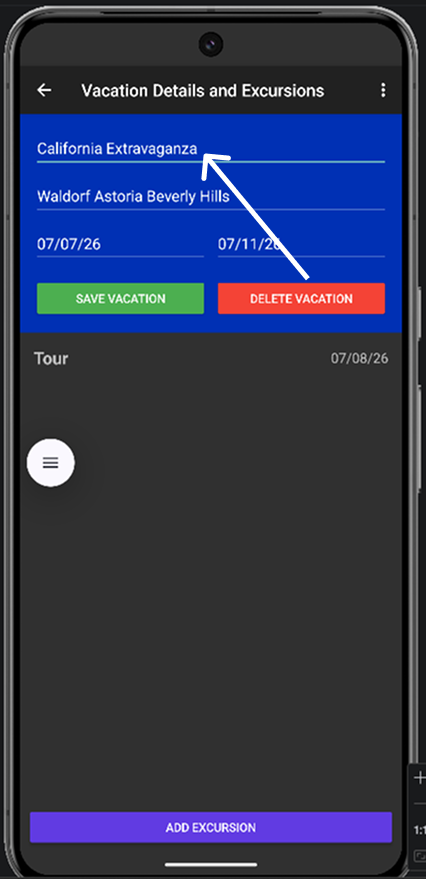 Vacation Details and Excursions
California Extravaganza
Waldorf Astoria Beverly Hills
07/07/26 07/11/26
SAVE VACATION DELETE VACATION
Tour 07/08/26
ADD EXCURSION